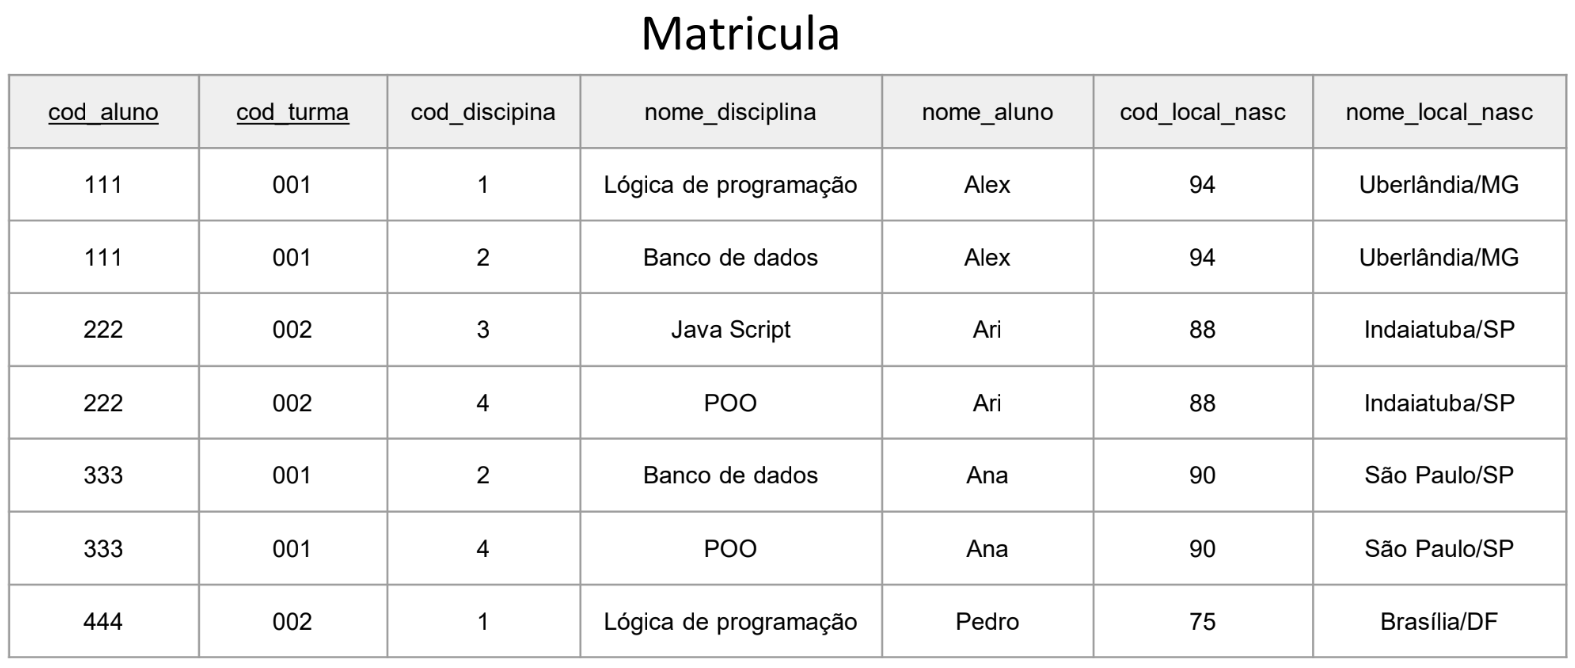 Matricula
cod_aluno cod_turma cod_discipina nome_disciplina nome_aluno cod_local_nasc nome_local_nasc
111 001 1 Lógica de programação Alex 94 Uberlândia/MG
111 001 2 Banco de dados Alex 94 Uberlândia/MG
222 002 3 Java Script Ari 88 Indaiatuba/SP
222 002 4 POO Ari 88 Indaiatuba/SP
333 001 2 Banco de dados Ana 90 São Paulo/SP
333 001 4 POO Ana 90 São Paulo/SP
444 002 1 Lógica de programação Pedro 75 Brasília/DF